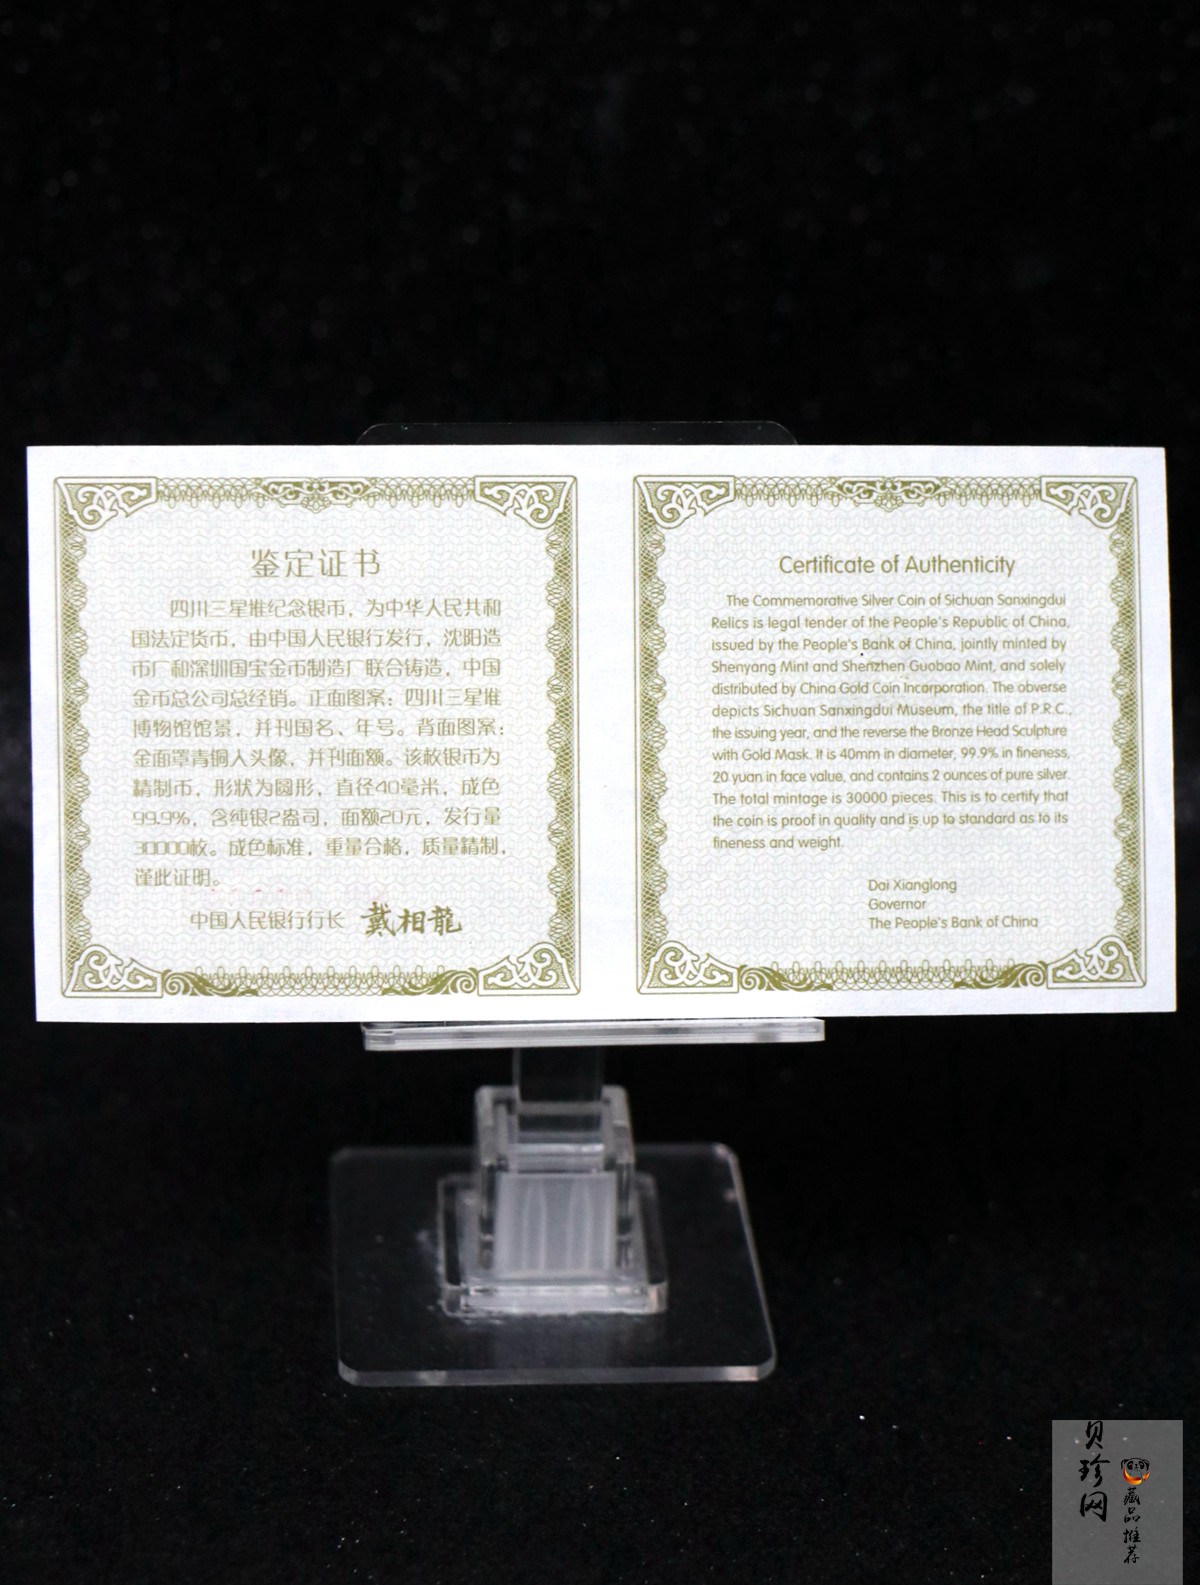 鉴定证书
四川三星堆纪念银币，为中华人民共和
国法定货币，由中国人民银行发行，沈阳造
币厂和深圳国宝金币制造厂联合铸造，中国
金币总公司总经销。正面图案：四川三星堆
博物馆馆景，并刊国名、年号。背面图案：
金面罩青铜人头像，并刊面额。该枚银币为
精制币，形状为圆形，直径40毫米，成色
99.9%，含纯银2盎司，面额20元，发行量
30000枚。成色标准，重量合格，质量精制，
谨此证明。
中国人民银行行长 戴相龍
Certificate of Authenticity
The Commemorative Silver Coin of Sichuan Sanxingdui
Relics is legal tender of the People's Republic of China,
issued by the People's Bank of China, jointly minted by
Shenyang Mint and Shenzhen Guobao Mint, and solely
distributed by China Gold Coin Incorporation. The obverse
depicts Sichuan Sanxingdui Museum, the title of P.R.C.,
the issuing year, and the reverse the Bronze Head Sculpture
with Gold Mask. It is 40mm in diameter, 99.9% in fineness,
20 yuan in face value, and contains 2 ounces of pure silver.
The total mintage is 30000 pieces. This is to certify that
the coin is proof in quality and is up to standard as to its
fineness and weight.
Dai Xianglong
Governor
The People's Bank of China
贝珍网
藏品推荐